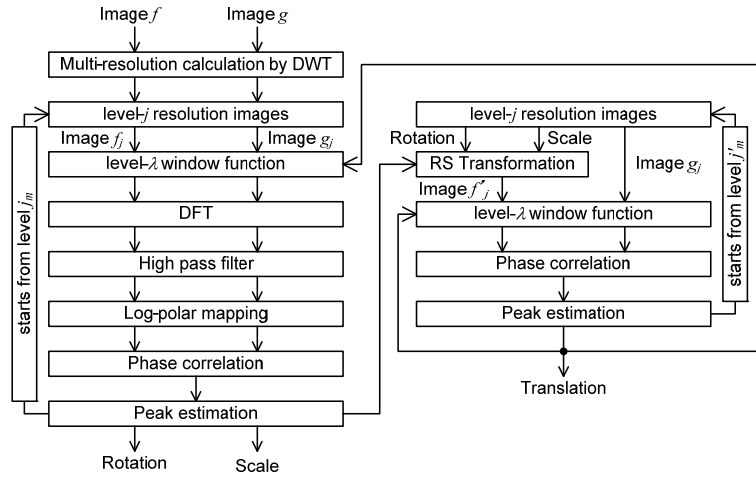 Image f
Image g
Multi-resolution calculation by DWT
level-j resolution images
Image fj
Image gj
level-λ window function
DFT
High pass filter
Log-polar mapping
Phase correlation
Peak estimation
Rotation
Scale
starts from level jm
level-j resolution images
Rotation
Scale
RS Transformation
Image gj
Image f'j
level-λ window function
Phase correlation
Peak estimation
Translation
starts from level j'm